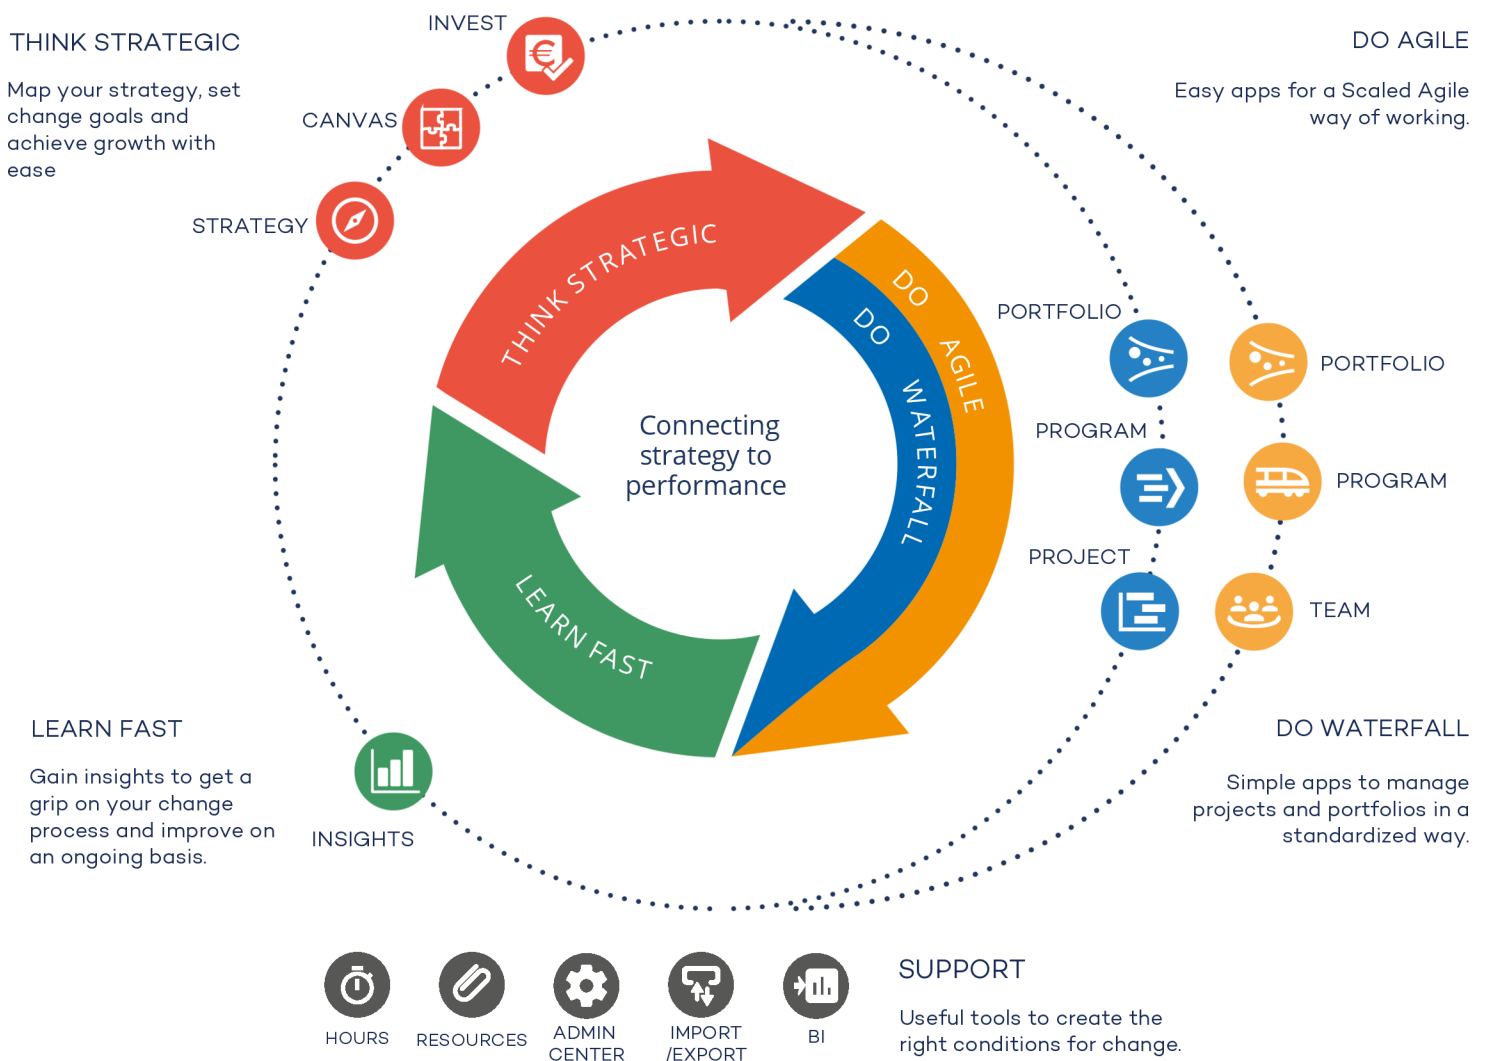 THINK STRATEGIC
Map your strategy, set
change goals and
achieve growth with
ease
INVEST
CANVAS
STRATEGY
DO AGILE
Easy apps for a Scaled Agile
way of working.
THINK STRATEGIC
DO AGILE
DO WATERFALL
LEARN FAST
Connecting
strategy to
performance
PORTFOLIO
PROGRAM
PROJECT
PORTFOLIO
PROGRAM
TEAM
LEARN FAST
Gain insights to get a
grip on your change
process and improve on
an ongoing basis.
INSIGHTS
DO WATERFALL
Simple apps to manage
projects and portfolios in a
standardized way.
HOURS
RESOURCES
ADMIN
CENTER
IMPORT
/EXPORT
BI
SUPPORT
Useful tools to create the
right conditions for change.